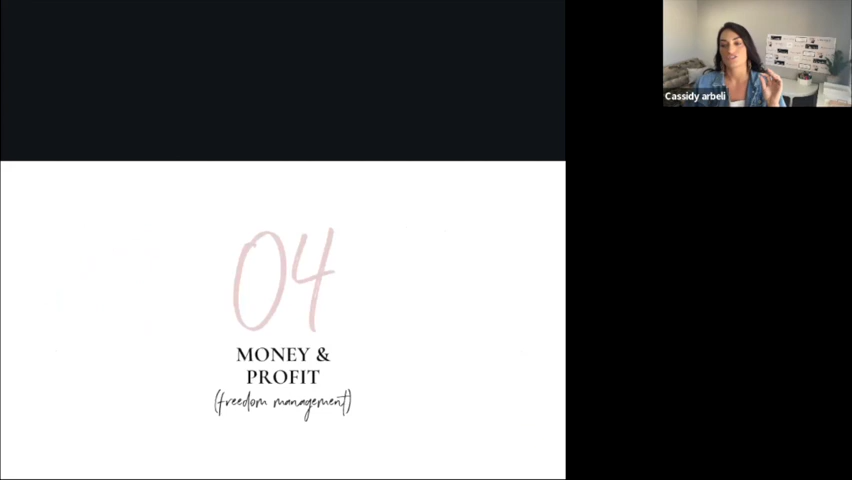 Cassidy arbeli
04
MONEY &
PROFIT
(freedom management)